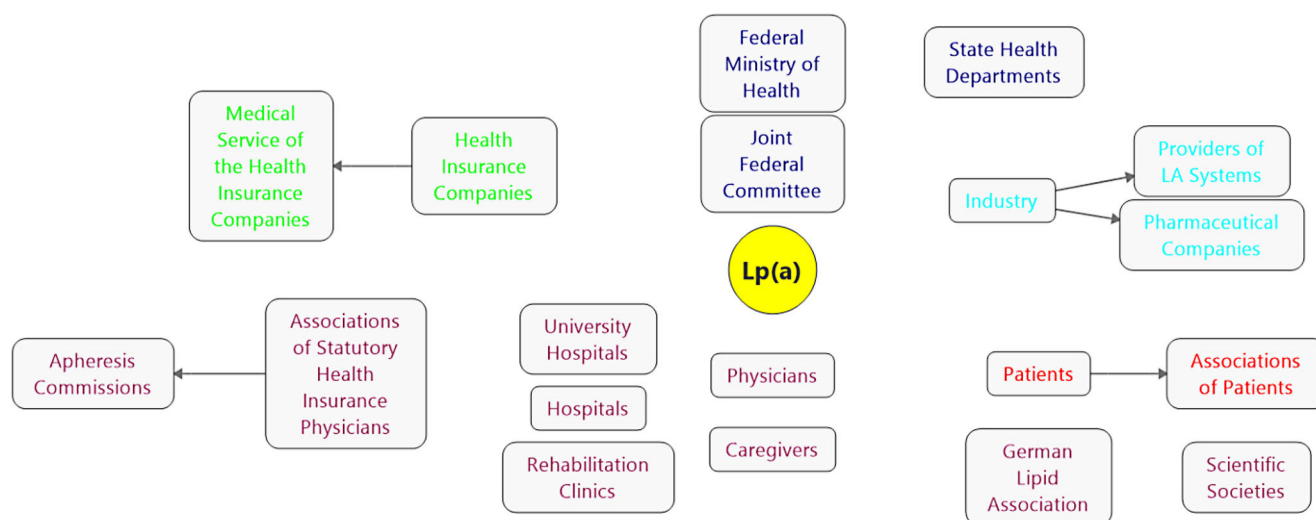 Federal
Ministry of
Health
State Health
Departments
Medical
Service of
the Health
Insurance
Companies
Health
Insurance
Companies
Joint
Federal
Committee
Industry
Providers of
LA Systems
Pharmaceutical
Companies
Lp(a)
Apheresis
Commissions
Associations
of Statutory
Health
Insurance
Physicians
University
Hospitals
Hospitals
Rehabilitation
Clinics
Physicians
Caregivers
Patients
Associations
of Patients
German
Lipid
Association
Scientific
Societies